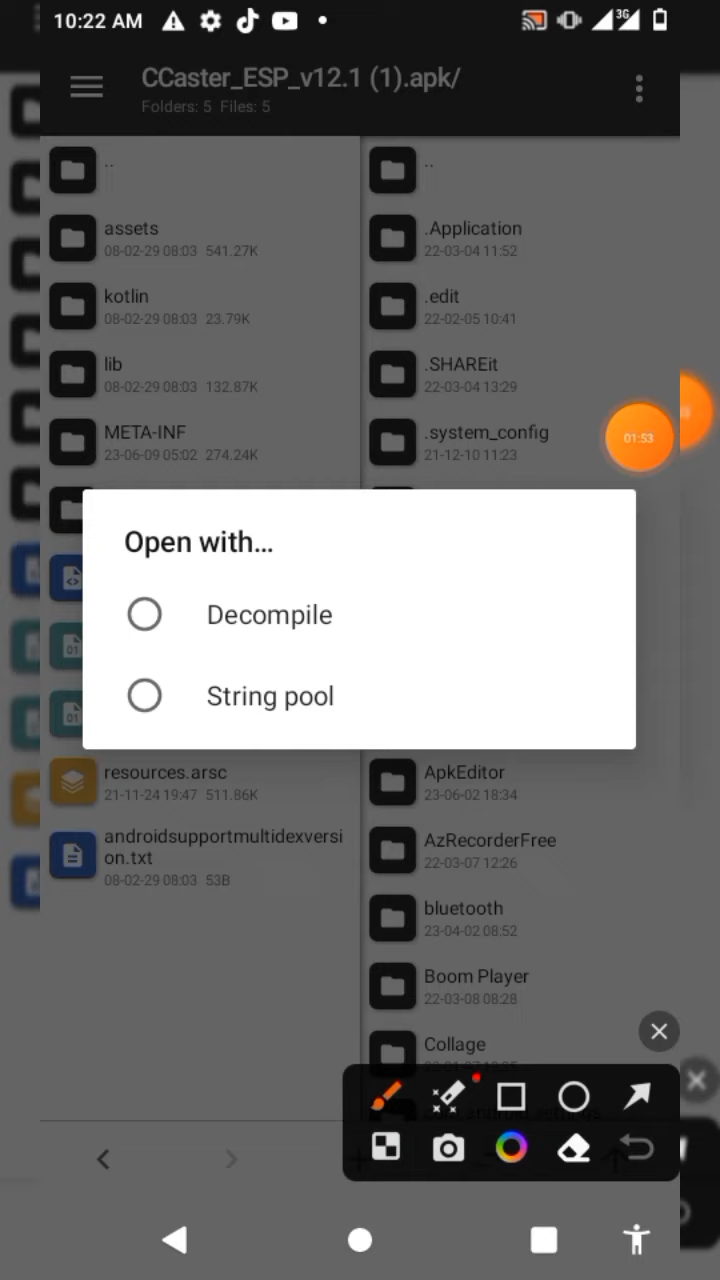 10:22 AM
3G
CCaster_ESP_v12.1 (1).apk/
Folders: 5 Files: 5
..
assets
08-02-29 08:03 541.27K
kotlin
08-02-29 08:03 23.79K
lib
08-02-29 08:03 132.87K
META-INF
23-06-09 05:02 274.24K
..
.Application
22-03-04 11:52
.edit
22-02-05 10:41
.SHAREit
22-03-04 13:29
.system_config
21-12-10 11:23
01:53
Open with...
Decompile
String pool
resources.arsc
21-11-24 19:47 511.86K
androidsupportmultidexversi
on.txt
08-02-29 08:03 53B
ApkEditor
23-06-02 18:34
AzRecorderFree
22-03-07 12:26
bluetooth
23-04-02 08:52
Boom Player
22-03-08 08:28
Collage